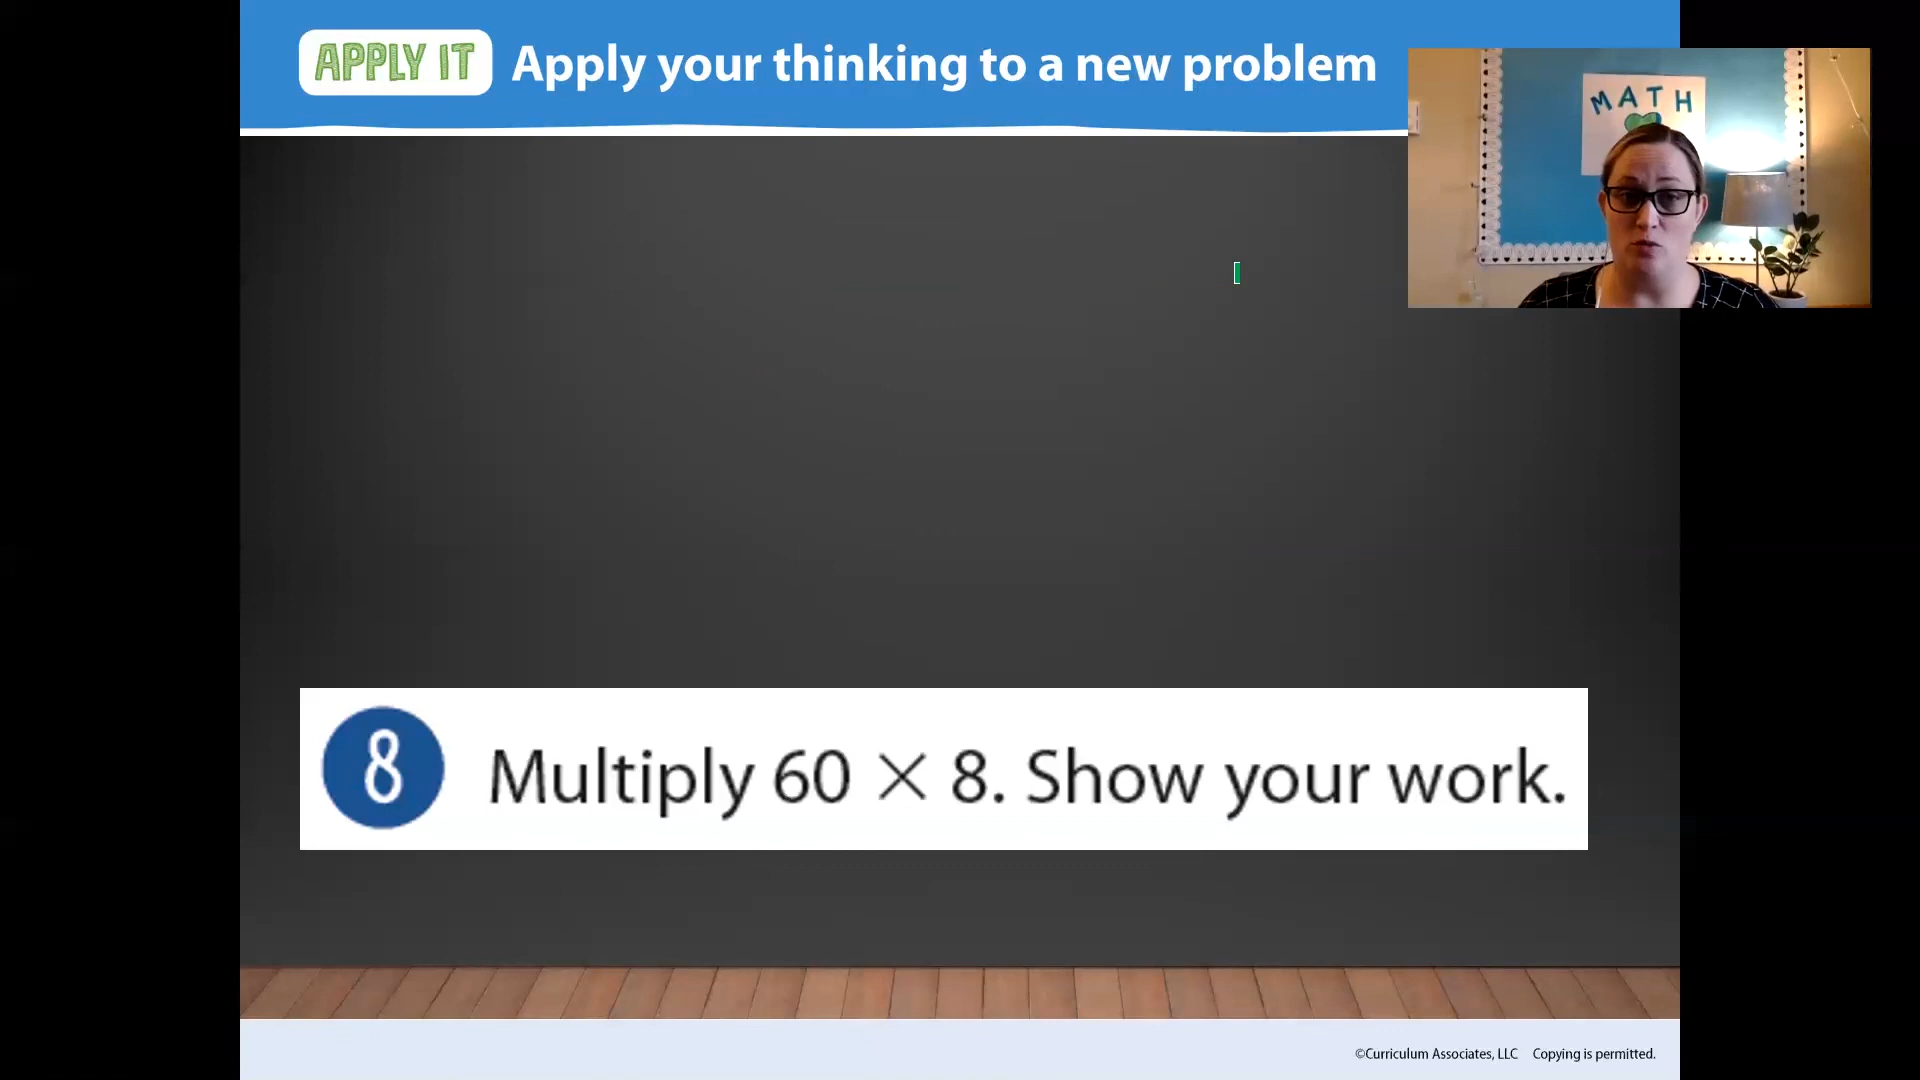 APPLY IT Apply your thinking to a new problem
MATH
8 Multiply 60 × 8. Show your work.
©Curriculum Associates, LLC Copying is permitted.